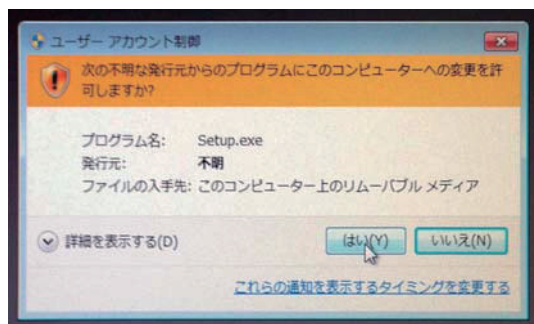 ユーザー アカウント制御
次の不明な発行元からのプログラムにこのコンピューターへの変更を許
可しますか?
プログラム名: Setup.exe
発行元: 不明
ファイルの入手先: このコンピューター上のリムーバブル メディア
詳細を表示する(D)
はい(Y)
いいえ(N)
これらの通知を表示するタイミングを変更する